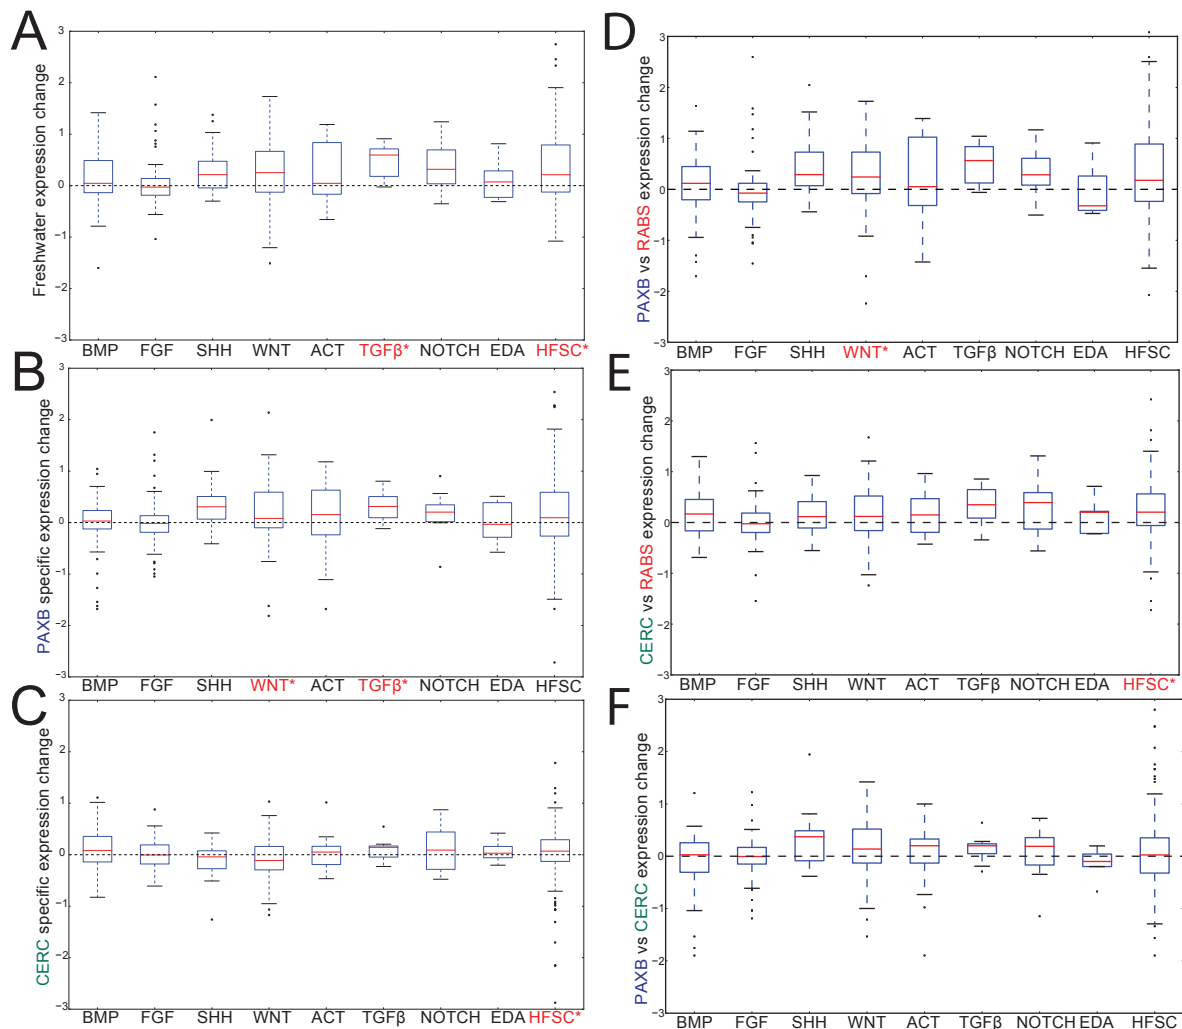 A
Freshwater expression change
3
2
1
0
−1
−2
−3
BMP FGF SHH WNT ACT TGFβ* NOTCH EDA HFSC*
B
PAXB specific expression change
3
2
1
0
−1
−2
−3
BMP FGF SHH WNT* ACT TGFβ* NOTCH EDA HFSC
C
CERC specific expression change
3
2
1
0
−1
−2
−3
BMP FGF SHH WNT ACT TGFβ NOTCH EDA HFSC*
D
PAXB vs RABS expression change
3
2
1
0
−1
−2
−3
BMP FGF SHH WNT* ACT TGFβ NOTCH EDA HFSC
E
CERC vs RABS expression change
3
2
1
0
−1
−2
−3
BMP FGF SHH WNT ACT TGFβ NOTCH EDA HFSC*
F
PAXB vs CERC expression change
3
2
1
0
−1
−2
−3
BMP FGF SHH WNT ACT TGFβ NOTCH EDA HFSC